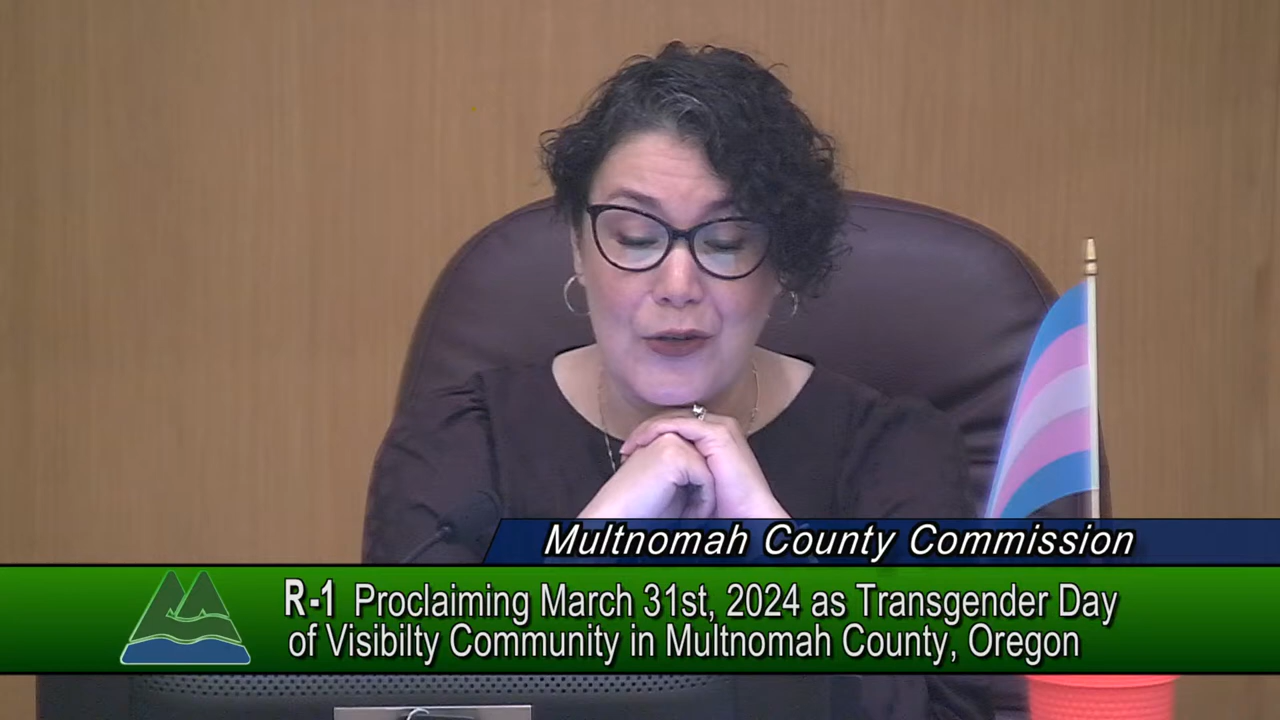 Multnomah County Commission
R-1 Proclaiming March 31st, 2024 as Transgender Day
of Visibilty Community in Multnomah County, Oregon